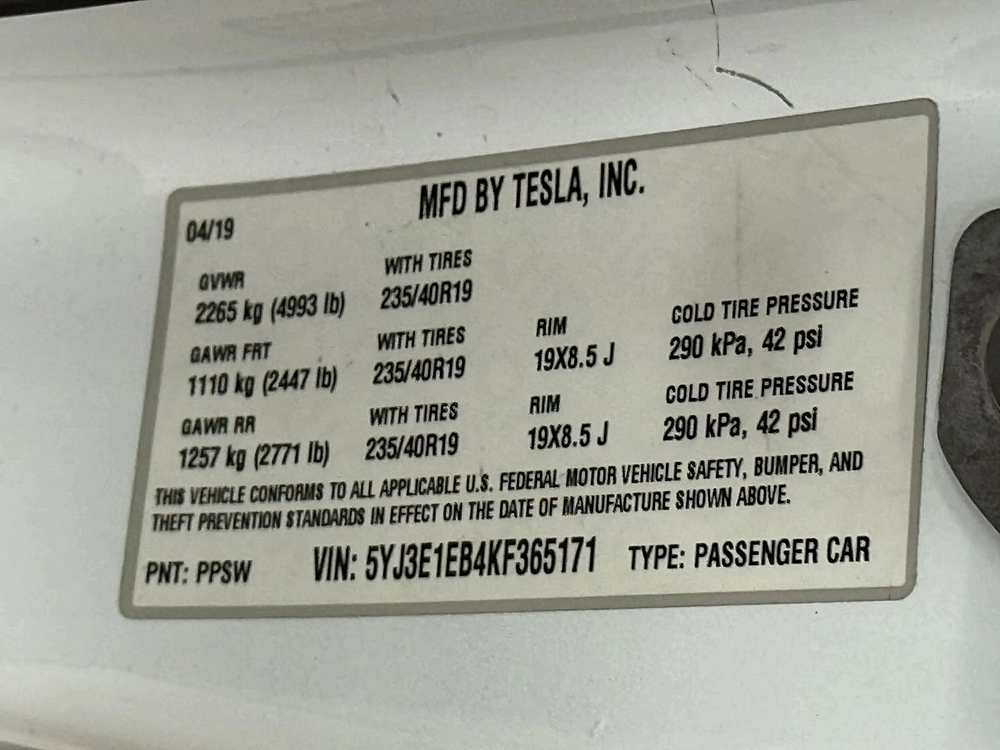 MFD BY TESLA, INC.
04/19
GVWR WITH TIRES
2265 kg (4993 lb) 235/40R19
GAWR FRT WITH TIRES RIM COLD TIRE PRESSURE
1110 kg (2447 lb) 235/40R19 19X8.5 J 290 kPa, 42 psi
GAWR RR WITH TIRES RIM COLD TIRE PRESSURE
1257 kg (2771 lb) 235/40R19 19X8.5 J 290 kPa, 42 psi
THIS VEHICLE CONFORMS TO ALL APPLICABLE U.S. FEDERAL MOTOR VEHICLE SAFETY, BUMPER, AND
THEFT PREVENTION STANDARDS IN EFFECT ON THE DATE OF MANUFACTURE SHOWN ABOVE.
PNT: PPSW VIN: 5YJ3E1EB4KF365171 TYPE: PASSENGER CAR